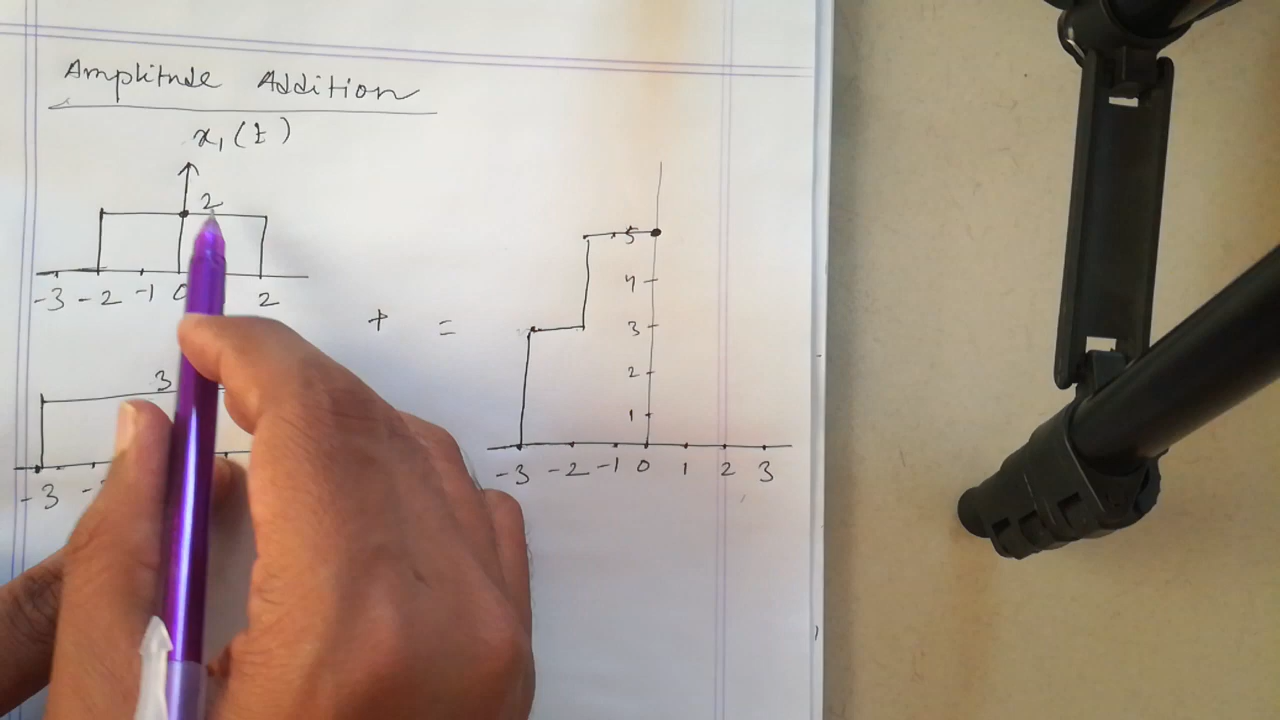 Amplitude Addition
x₁(t)
2
-3 -2 -1 0 2
+ =
3
-3
5
4
3
2
1
-3 -2 -1 0 1 2 3